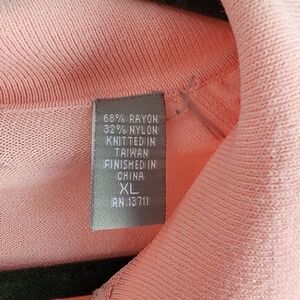 68% RAYON
32% NYLON
KNITTED IN
TAIWAN
FINISHED IN
CHINA
XL
RN 13711